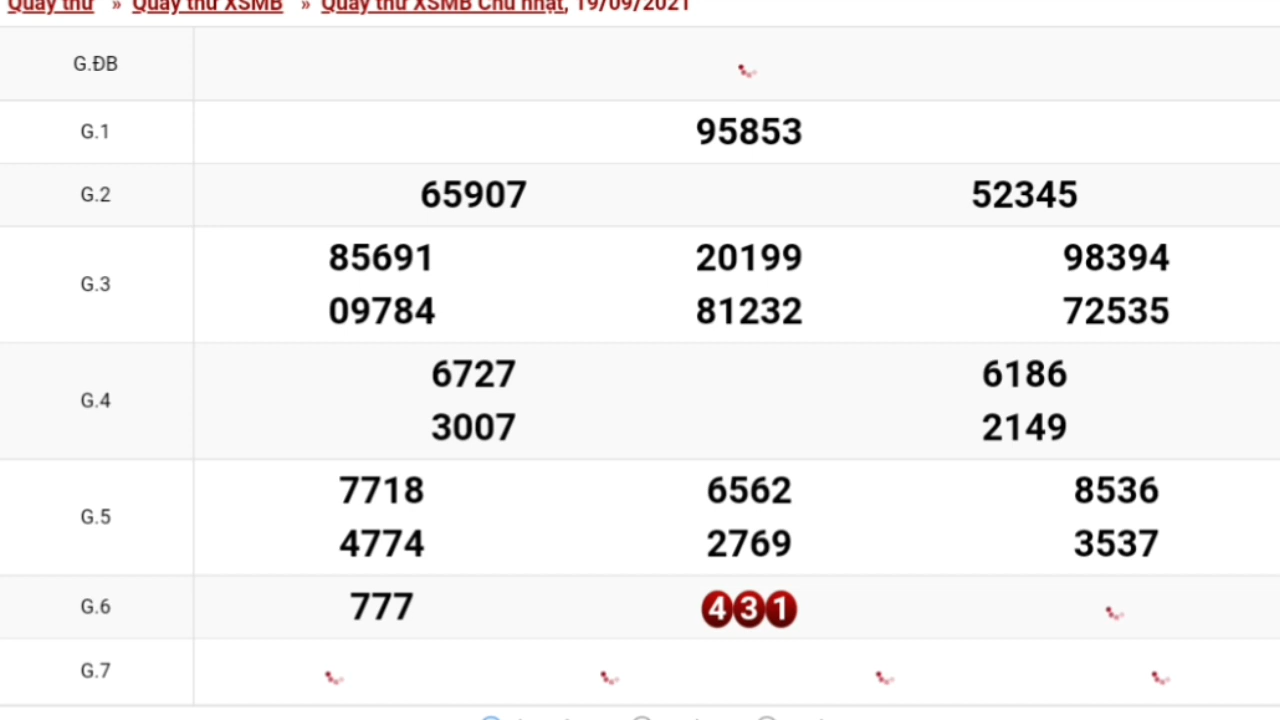 Quay thử » Quay thử XSMB » Quay thử XSMB Chủ nhật, 19/09/2021
G.ĐB
G.1 95853
G.2 65907 52345
G.3 85691 20199 98394
09784 81232 72535
G.4 6727 6186
3007 2149
G.5 7718 6562 8536
4774 2769 3537
G.6 777 431
G.7